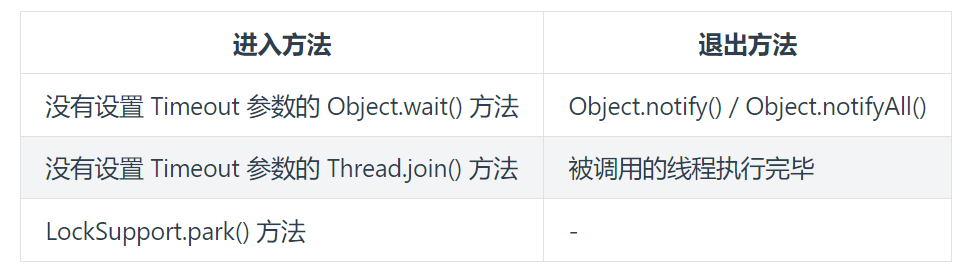 进入方法 退出方法
没有设置 Timeout 参数的 Object.wait() 方法 Object.notify() / Object.notifyAll()
没有设置 Timeout 参数的 Thread.join() 方法 被调用的线程执行完毕
LockSupport.park() 方法 -